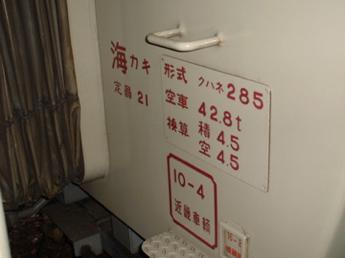 海カキ
定員 21
形式 クハネ285
空車 42.8t
換算 積 4.5
空 4.5
10-4
近畿車輌